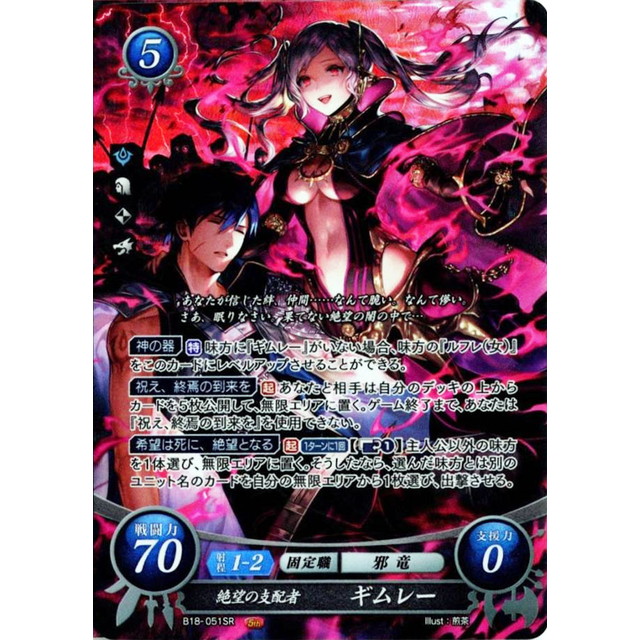 5
あなたが信じた絆、仲間……なんて脆い。なんて儚い。
さあ、眠りなさい。果てない絶望の闇の中で…
神の器 特 味方に『ギムレー』がいない場合、味方の『ルフレ(女)』
をこのカードにレベルアップさせることができる。
祝え、終焉の到来を 起 あなたと相手は自分のデッキの上から
カードを5枚公開して、無限エリアに置く。ゲーム終了まで、あなたは
『祝え、終焉の到来を』を使用できない。
希望は死に、絶望となる 起 1ターンに1回 【1】主人公以外の味方
を1体選び、無限エリアに置く。そうしたなら、選んだ味方とは別の
ユニット名のカードを自分の無限エリアから1枚選び、出撃させる。
戦闘力 70 射程 1-2 固定職 邪竜 支援力 0
絶望の支配者 ギムレー
B18-051SR Illust:煎茶